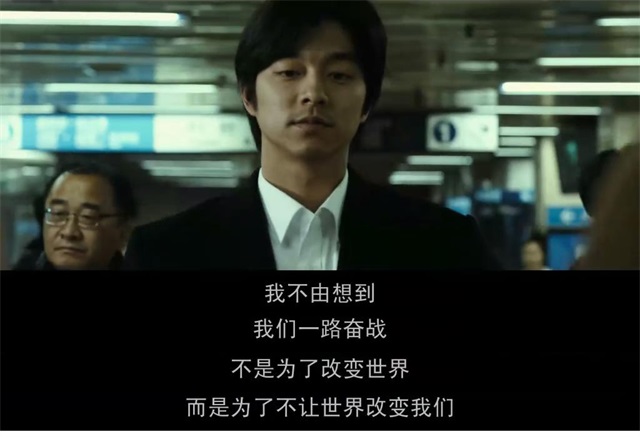 1
我不由想到
我们一路奋战
不是为了改变世界
而是为了不让世界改变我们